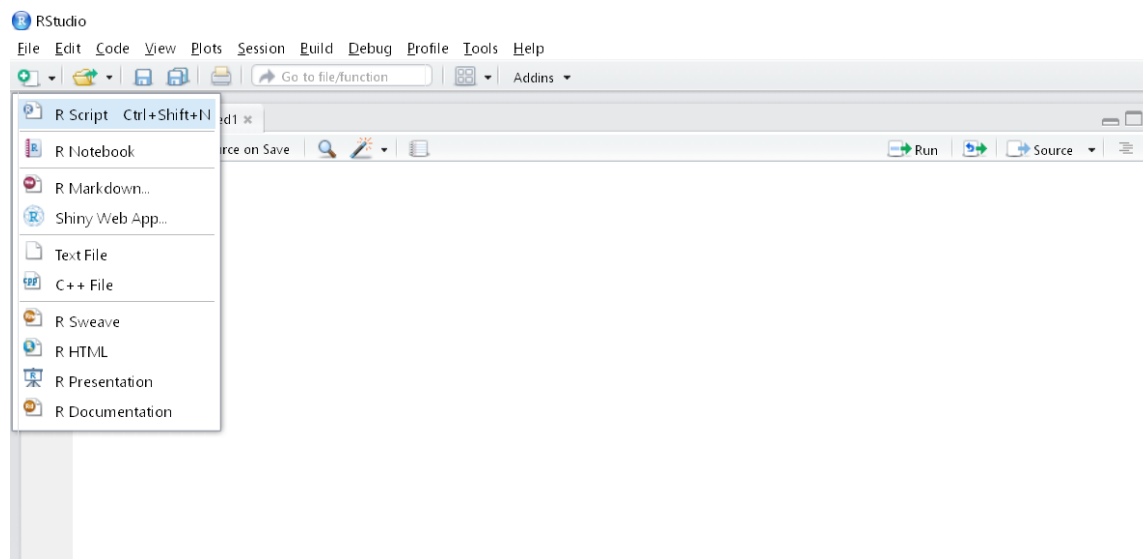 RStudio
File Edit Code View Plots Session Build Debug Profile Tools Help
Go to file/function Addins
R Script Ctrl+Shift+N
ed1
R Notebook
rce on Save Run Source
R Markdown...
Shiny Web App...
Text File
C++ File
R Sweave
R HTML
R Presentation
R Documentation